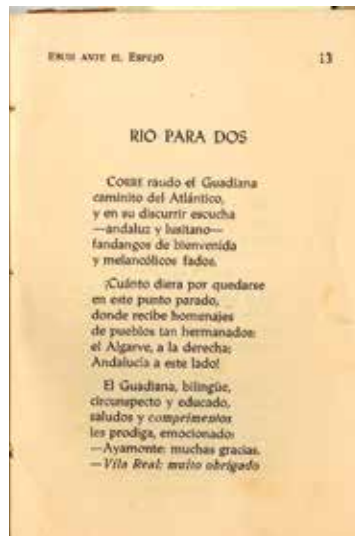 ENUSI ANTE EL ESPEJO 13
RIO PARA DOS
CORRE raudo el Guadiana
caminito del Atlántico,
y en su discurrir escucha
—andaluz y lusitano—
fandangos de bienvenida
y melancólicos fados.
¡Cuánto diera por quedarse
en este punto parado,
donde recibe homenajes
de pueblos tan hermanados:
el Algarve, a la derecha;
Andalucía a este lado!
El Guadiana, bilingüe,
circunspecto y educado,
saludos y comprimentos
les prodiga, emocionado:
—Ayamonte: muchas gracias.
—Vila Real: muito obrigado